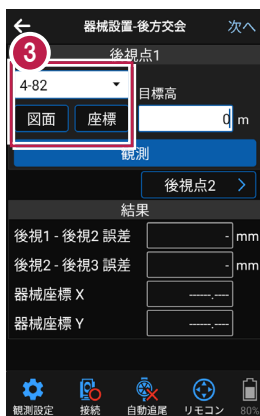 器械設置-後方交会 次へ
3
後視点1
4-82
目標高
図面 座標 0 m
観測
後視点2
結果
後視1 - 後視2 誤差 - mm
後視2 - 後視3 誤差 - mm
器械座標 X ------.----
器械座標 Y ------.----
観測設定 接続 自動追尾 リモコン 80%